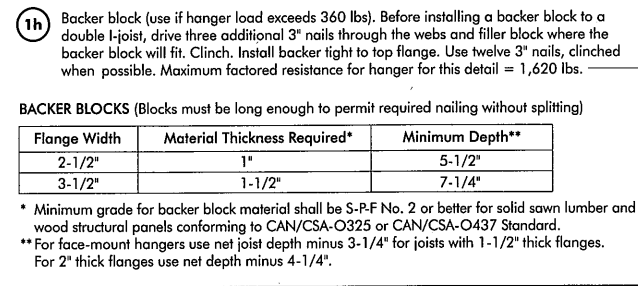 1h
Backer block (use if hanger load exceeds 360 lbs). Before installing a backer block to a
double I-joist, drive three additional 3" nails through the webs and filler block where the
backer block will fit. Clinch. Install backer tight to top flange. Use twelve 3" nails, clinched
when possible. Maximum factored resistance for hanger for this detail = 1,620 lbs.
BACKER BLOCKS (Blocks must be long enough to permit required nailing without splitting)
Flange Width Material Thickness Required* Minimum Depth**
2-1/2" 1" 5-1/2"
3-1/2" 1-1/2" 7-1/4"
* Minimum grade for backer block material shall be S-P-F No. 2 or better for solid sawn lumber and
wood structural panels conforming to CAN/CSA-O325 or CAN/CSA-O437 Standard.
** For face-mount hangers use net joist depth minus 3-1/4" for joists with 1-1/2" thick flanges.
For 2" thick flanges use net depth minus 4-1/4".